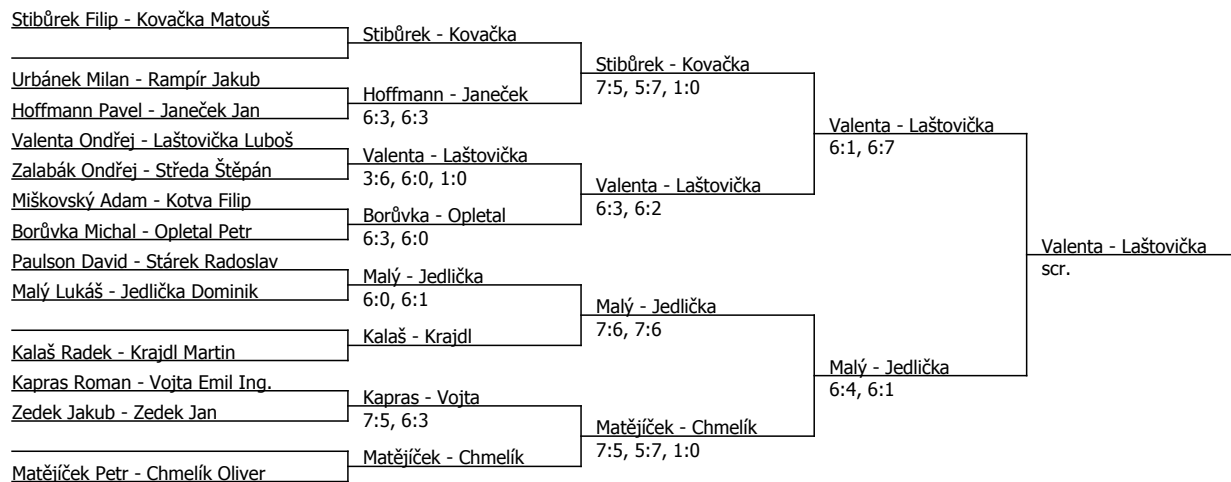 Stibůrek Filip - Kovačka Matouš
Urbánek Milan - Rampír Jakub
Hoffmann Pavel - Janeček Jan
Valenta Ondřej - Laštovička Luboš
Zalabák Ondřej - Středa Štěpán
Miškovský Adam - Kotva Filip
Borůvka Michal - Opletal Petr
Paulson David - Stárek Radoslav
Malý Lukáš - Jedlička Dominik
Kalaš Radek - Krajdl Martin
Kapras Roman - Vojta Emil Ing.
Zedek Jakub - Zedek Jan
Matějíček Petr - Chmelík Oliver
Stibůrek - Kovačka
Hoffmann - Janeček
6:3, 6:3
Valenta - Laštovička
3:6, 6:0, 1:0
Borůvka - Opletal
6:3, 6:0
Malý - Jedlička
6:0, 6:1
Kalaš - Krajdl
Kapras - Vojta
7:5, 6:3
Matějíček - Chmelík
Stibůrek - Kovačka
7:5, 5:7, 1:0
Valenta - Laštovička
6:3, 6:2
Malý - Jedlička
7:6, 7:6
Matějíček - Chmelík
7:5, 5:7, 1:0
Valenta - Laštovička
6:1, 6:7
Malý - Jedlička
6:4, 6:1
Valenta - Laštovička
scr.